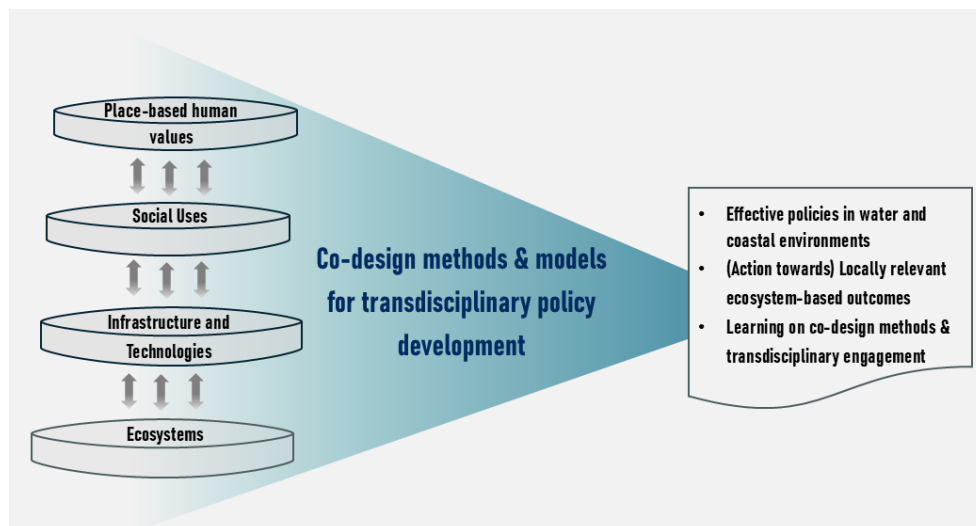 Place-based human
values
Social Uses
Infrastructure and
Technologies
Ecosystems
Co-design methods & models
for transdisciplinary policy
development
• Effective policies in water and
coastal environments
• (Action towards) Locally relevant
ecosystem-based outcomes
• Learning on co-design methods &
transdisciplinary engagement